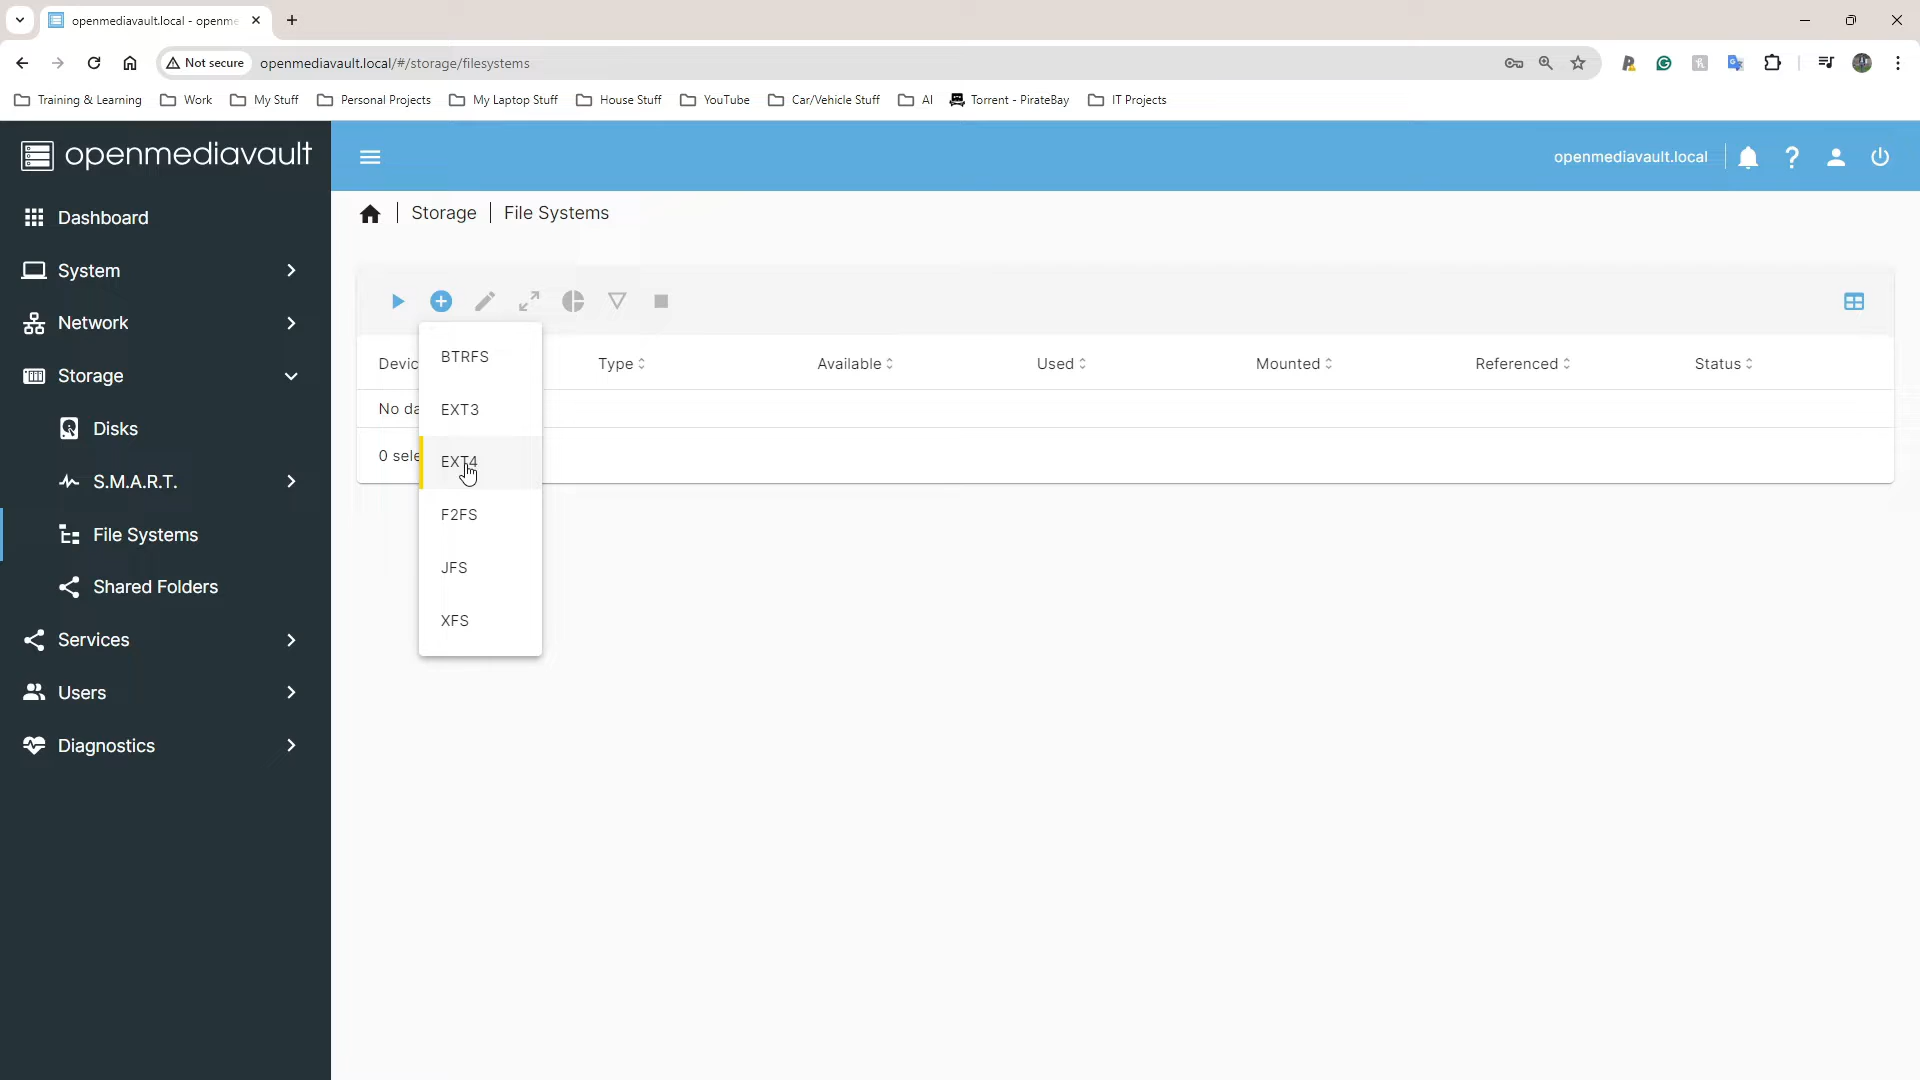 openmediavault.local - openme
Not secure
openmediavault.local/#/storage/filesystems
Training & Learning
Work
My Stuff
Personal Projects
My Laptop Stuff
House Stuff
YouTube
Car/Vehicle Stuff
AI
Torrent - PirateBay
IT Projects
openmediavault
openmediavault.local
Dashboard
System
Network
Storage
Disks
S.M.A.R.T.
File Systems
Shared Folders
Services
Users
Diagnostics
Storage | File Systems
Devic
Type
Available
Used
Mounted
Referenced
Status
No da
0 sele
BTRFS
EXT3
EXT4
F2FS
JFS
XFS